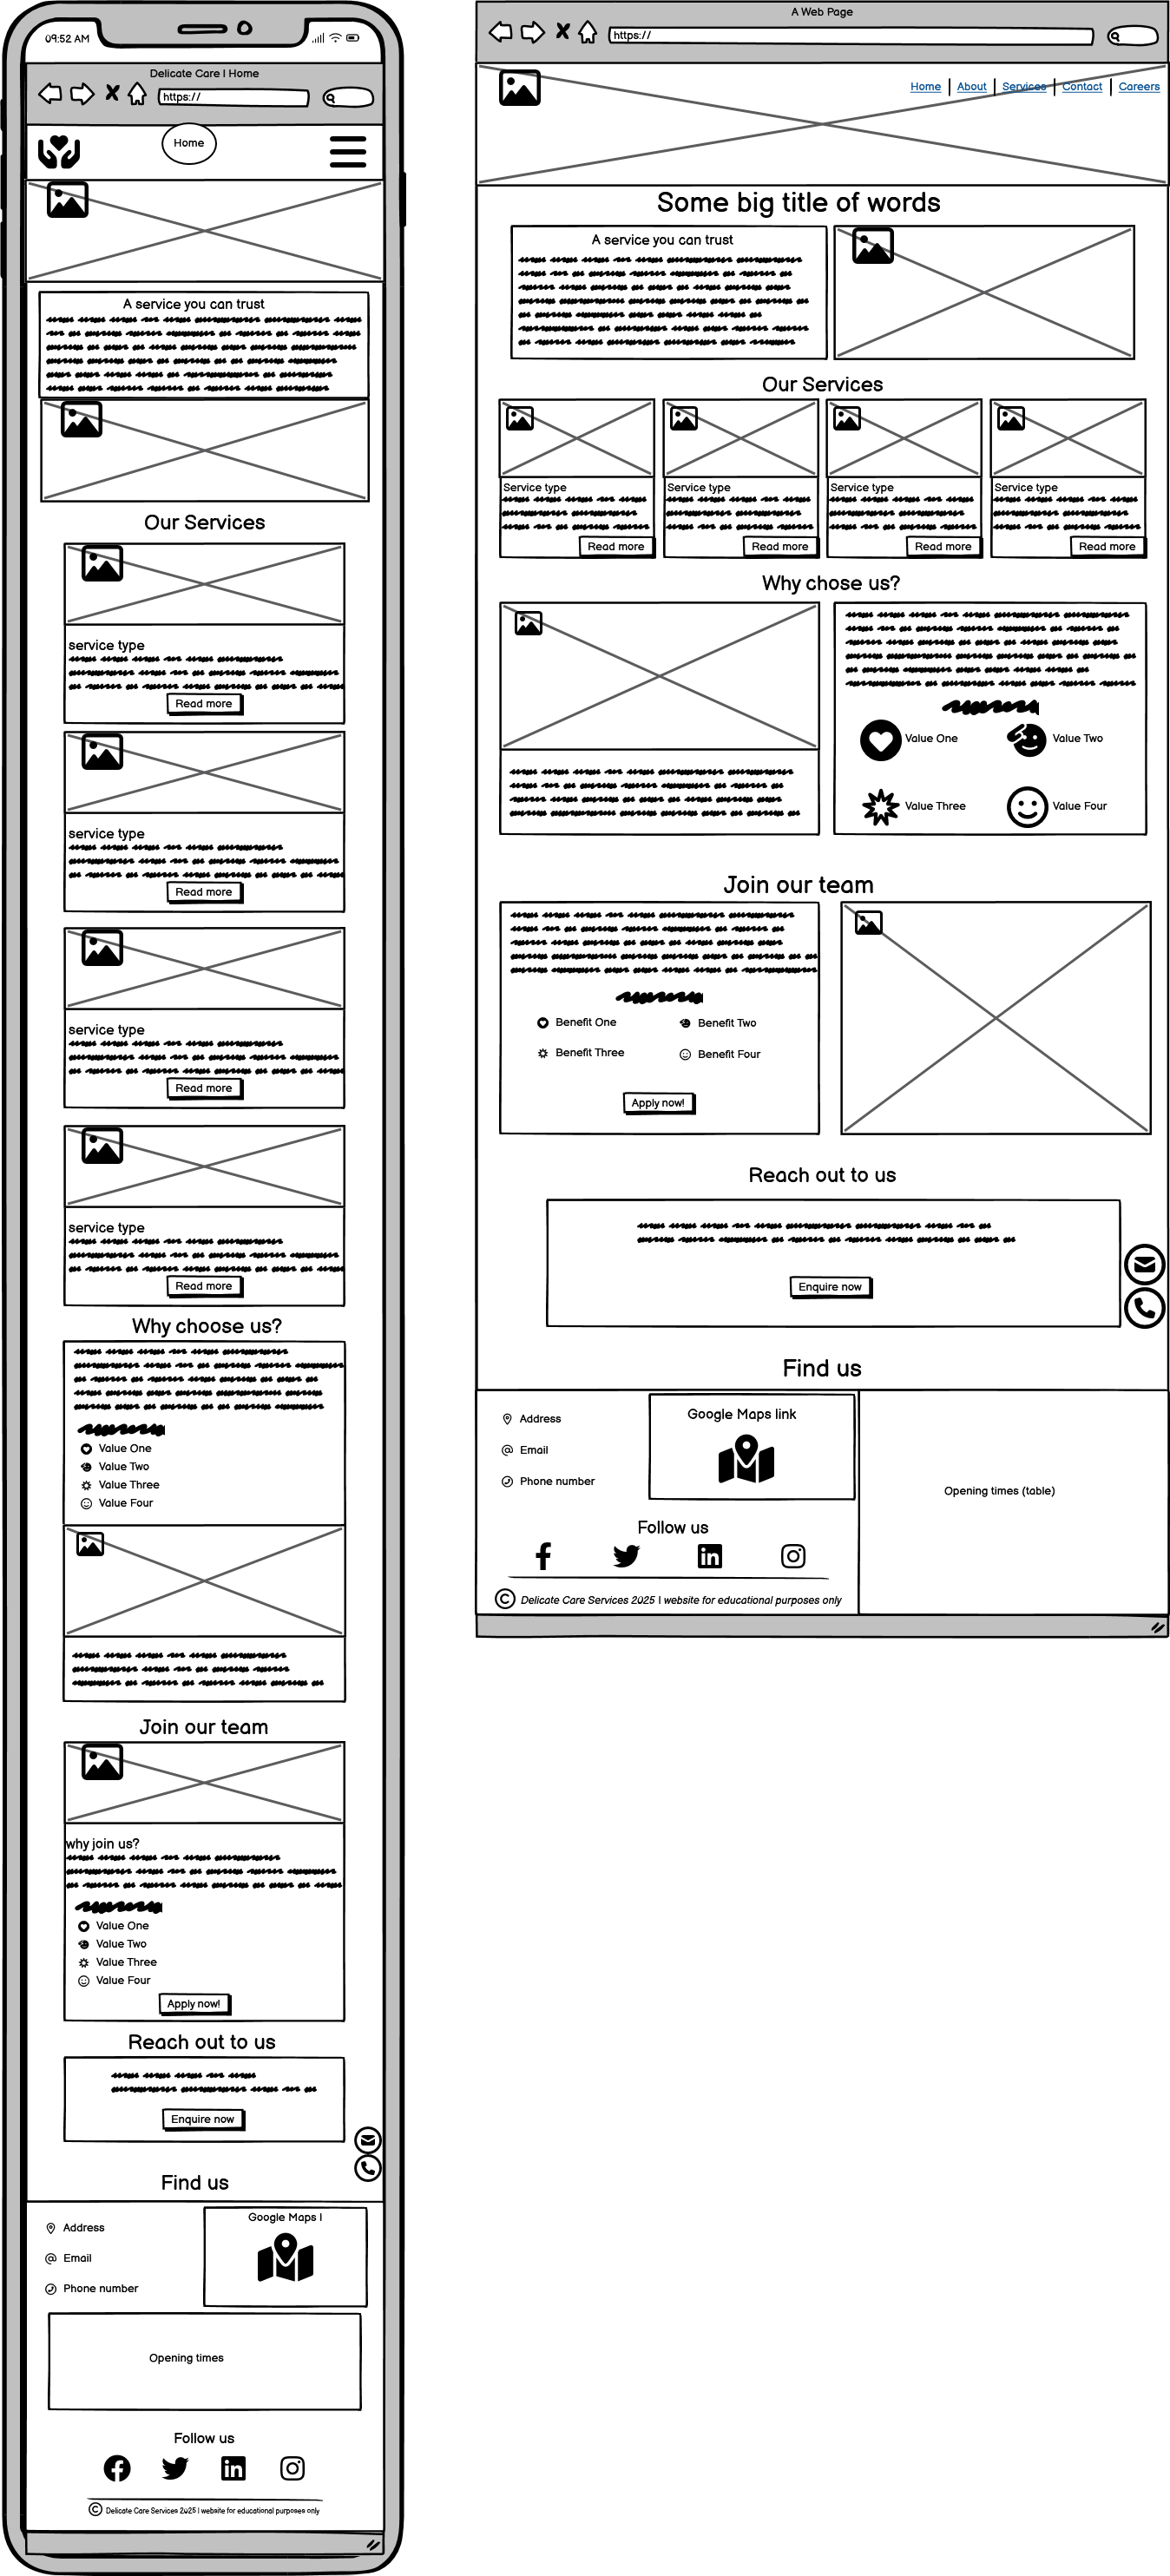 09:52 AM
Delicate Care | Home
https://
Home
A service you can trust
Our Services
service type
Read more
service type
Read more
service type
Read more
service type
Read more
Why choose us?
Value One
Value Two
Value Three
Value Four
Join our team
why join us?
Value One
Value Two
Value Three
Value Four
Apply now!
Reach out to us
Enquire now
Find us
Address
Email
Phone number
Google Maps l
Opening times
Follow us
© Delicate Care Services 2025 | website for educational purposes only
A Web Page
https://
Home | About | Services | Contact | Careers
Some big title of words
A service you can trust
Our Services
Service type Service type Service type Service type
Read more Read more Read more Read more
Why chose us?
Value One Value Two
Value Three Value Four
Join our team
Benefit One Benefit Two
Benefit Three Benefit Four
Apply now!
Reach out to us
Enquire now
Find us
Address
Email
Phone number
Google Maps link
Opening times (table)
Follow us
© Delicate Care Services 2025 | website for educational purposes only